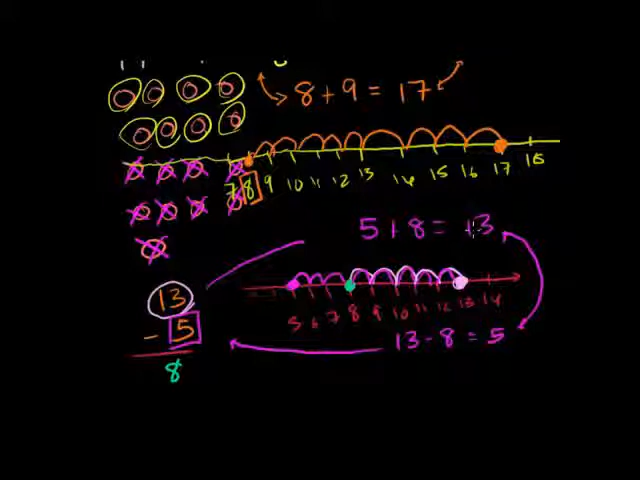 8 + 9 = 17
7 8 9 10 11 12 13 14 15 16 17 18
5 + 8 = 13
13
- 5
8
5 6 7 8 9 10 11 12 13 14
13 - 8 = 5